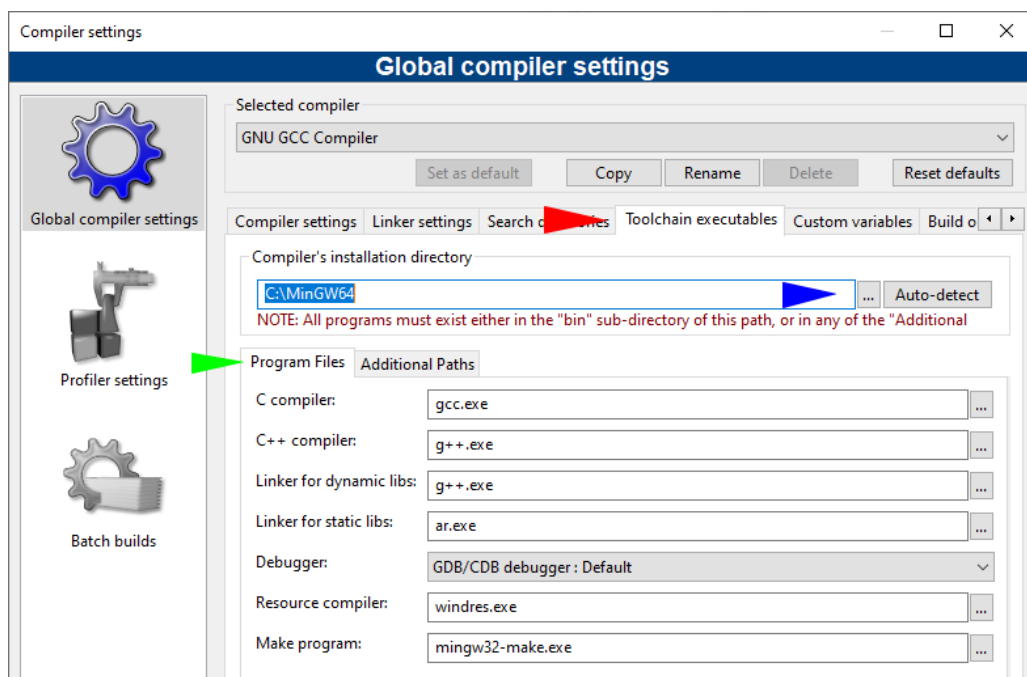 Compiler settings
Global compiler settings
Selected compiler
GNU GCC Compiler
Set as default Copy Rename Delete Reset defaults
Global compiler settings
Compiler settings Linker settings Search Toolchain executables Custom variables Build o
Compiler's installation directory
C:\MinGW64 ... Auto-detect
NOTE: All programs must exist either in the "bin" sub-directory of this path, or in any of the "Additional
Profiler settings
Program Files Additional Paths
C compiler: gcc.exe ...
C++ compiler: g++.exe ...
Linker for dynamic libs: g++.exe ...
Linker for static libs: ar.exe ...
Batch builds
Debugger: GDB/CDB debugger : Default
Resource compiler: windres.exe ...
Make program: mingw32-make.exe ...